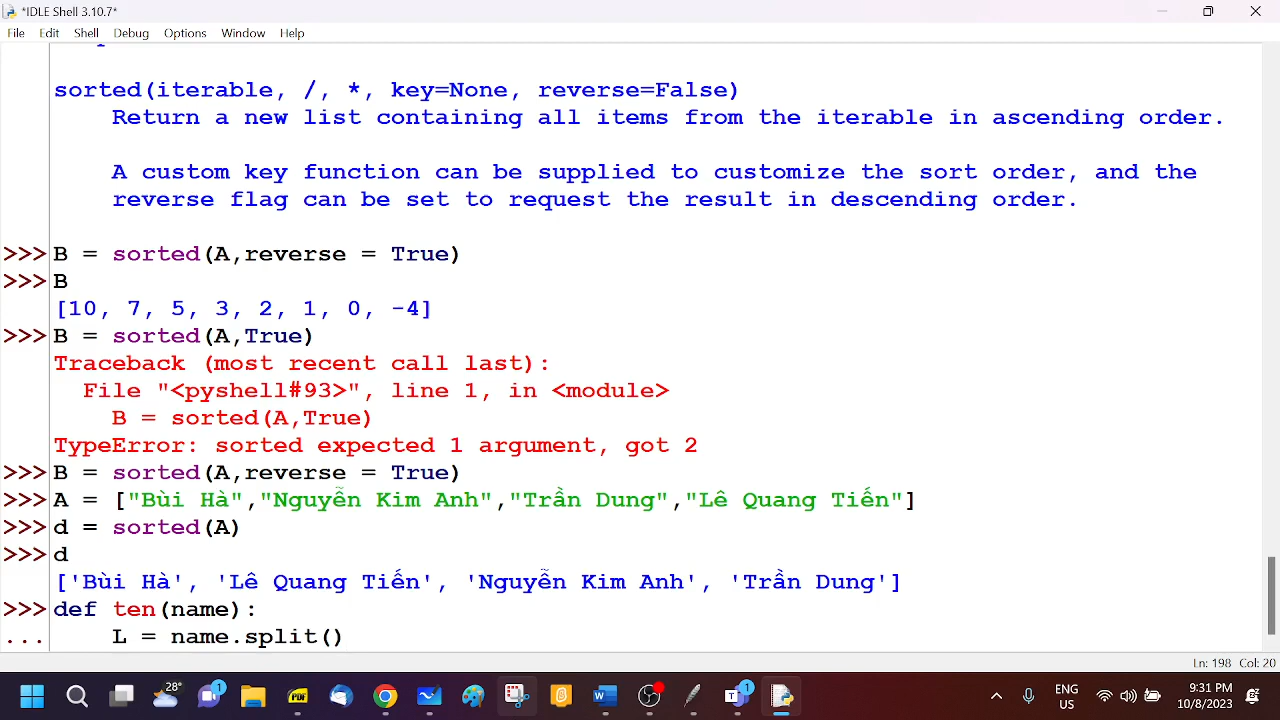 *IDLE Shell 3.10.7*
File Edit Shell Debug Options Window Help
sorted(iterable, /, *, key=None, reverse=False)
Return a new list containing all items from the iterable in ascending order.
A custom key function can be supplied to customize the sort order, and the
reverse flag can be set to request the result in descending order.
>>> B = sorted(A,reverse = True)
>>> B
[10, 7, 5, 3, 2, 1, 0, -4]
>>> B = sorted(A,True)
Traceback (most recent call last):
File "<pyshell#93>", line 1, in <module>
B = sorted(A,True)
TypeError: sorted expected 1 argument, got 2
>>> B = sorted(A,reverse = True)
>>> A = ["Bùi Hà","Nguyễn Kim Anh","Trần Dung","Lê Quang Tiến"]
>>> d = sorted(A)
>>> d
['Bùi Hà', 'Lê Quang Tiến', 'Nguyễn Kim Anh', 'Trần Dung']
>>> def ten(name):
... L = name.split()
Ln: 198 Col: 20
28° 1 PDF 1 ENG US 9:31 PM 10/8/2023